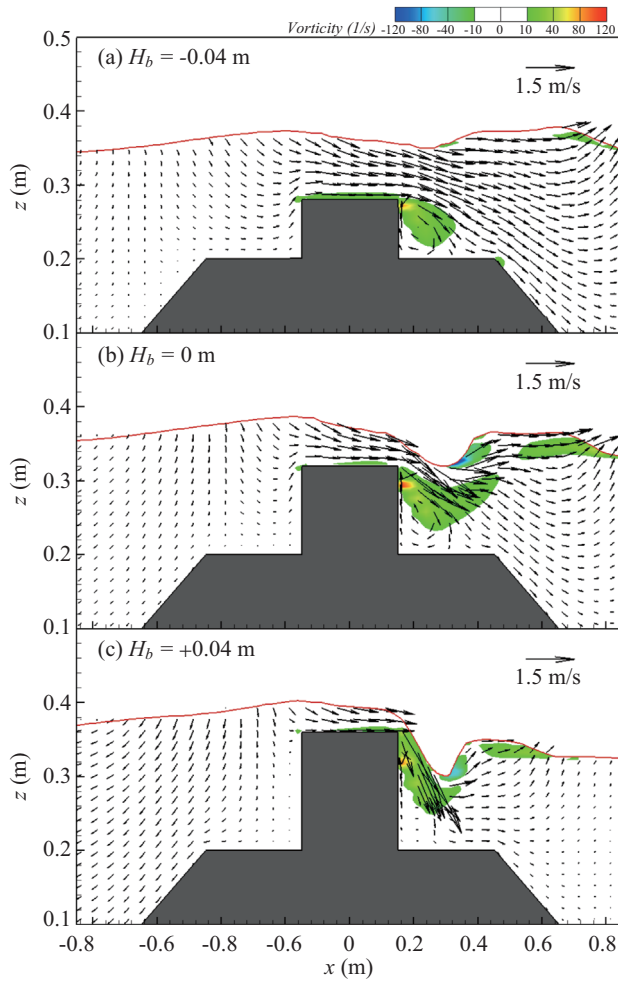 Vorticity (1/s) -120 -80 -40 -10 0 10 40 80 120
0.5
(a) H_b = -0.04 m
1.5 m/s
0.4
z (m)
0.3
0.2
0.1
(b) H_b = 0 m
1.5 m/s
0.4
z (m)
0.3
0.2
0.1
(c) H_b = +0.04 m
1.5 m/s
0.4
z (m)
0.3
0.2
0.1
-0.8 -0.6 -0.4 -0.6 0 0.2 0.4 0.6 0.8
x (m)